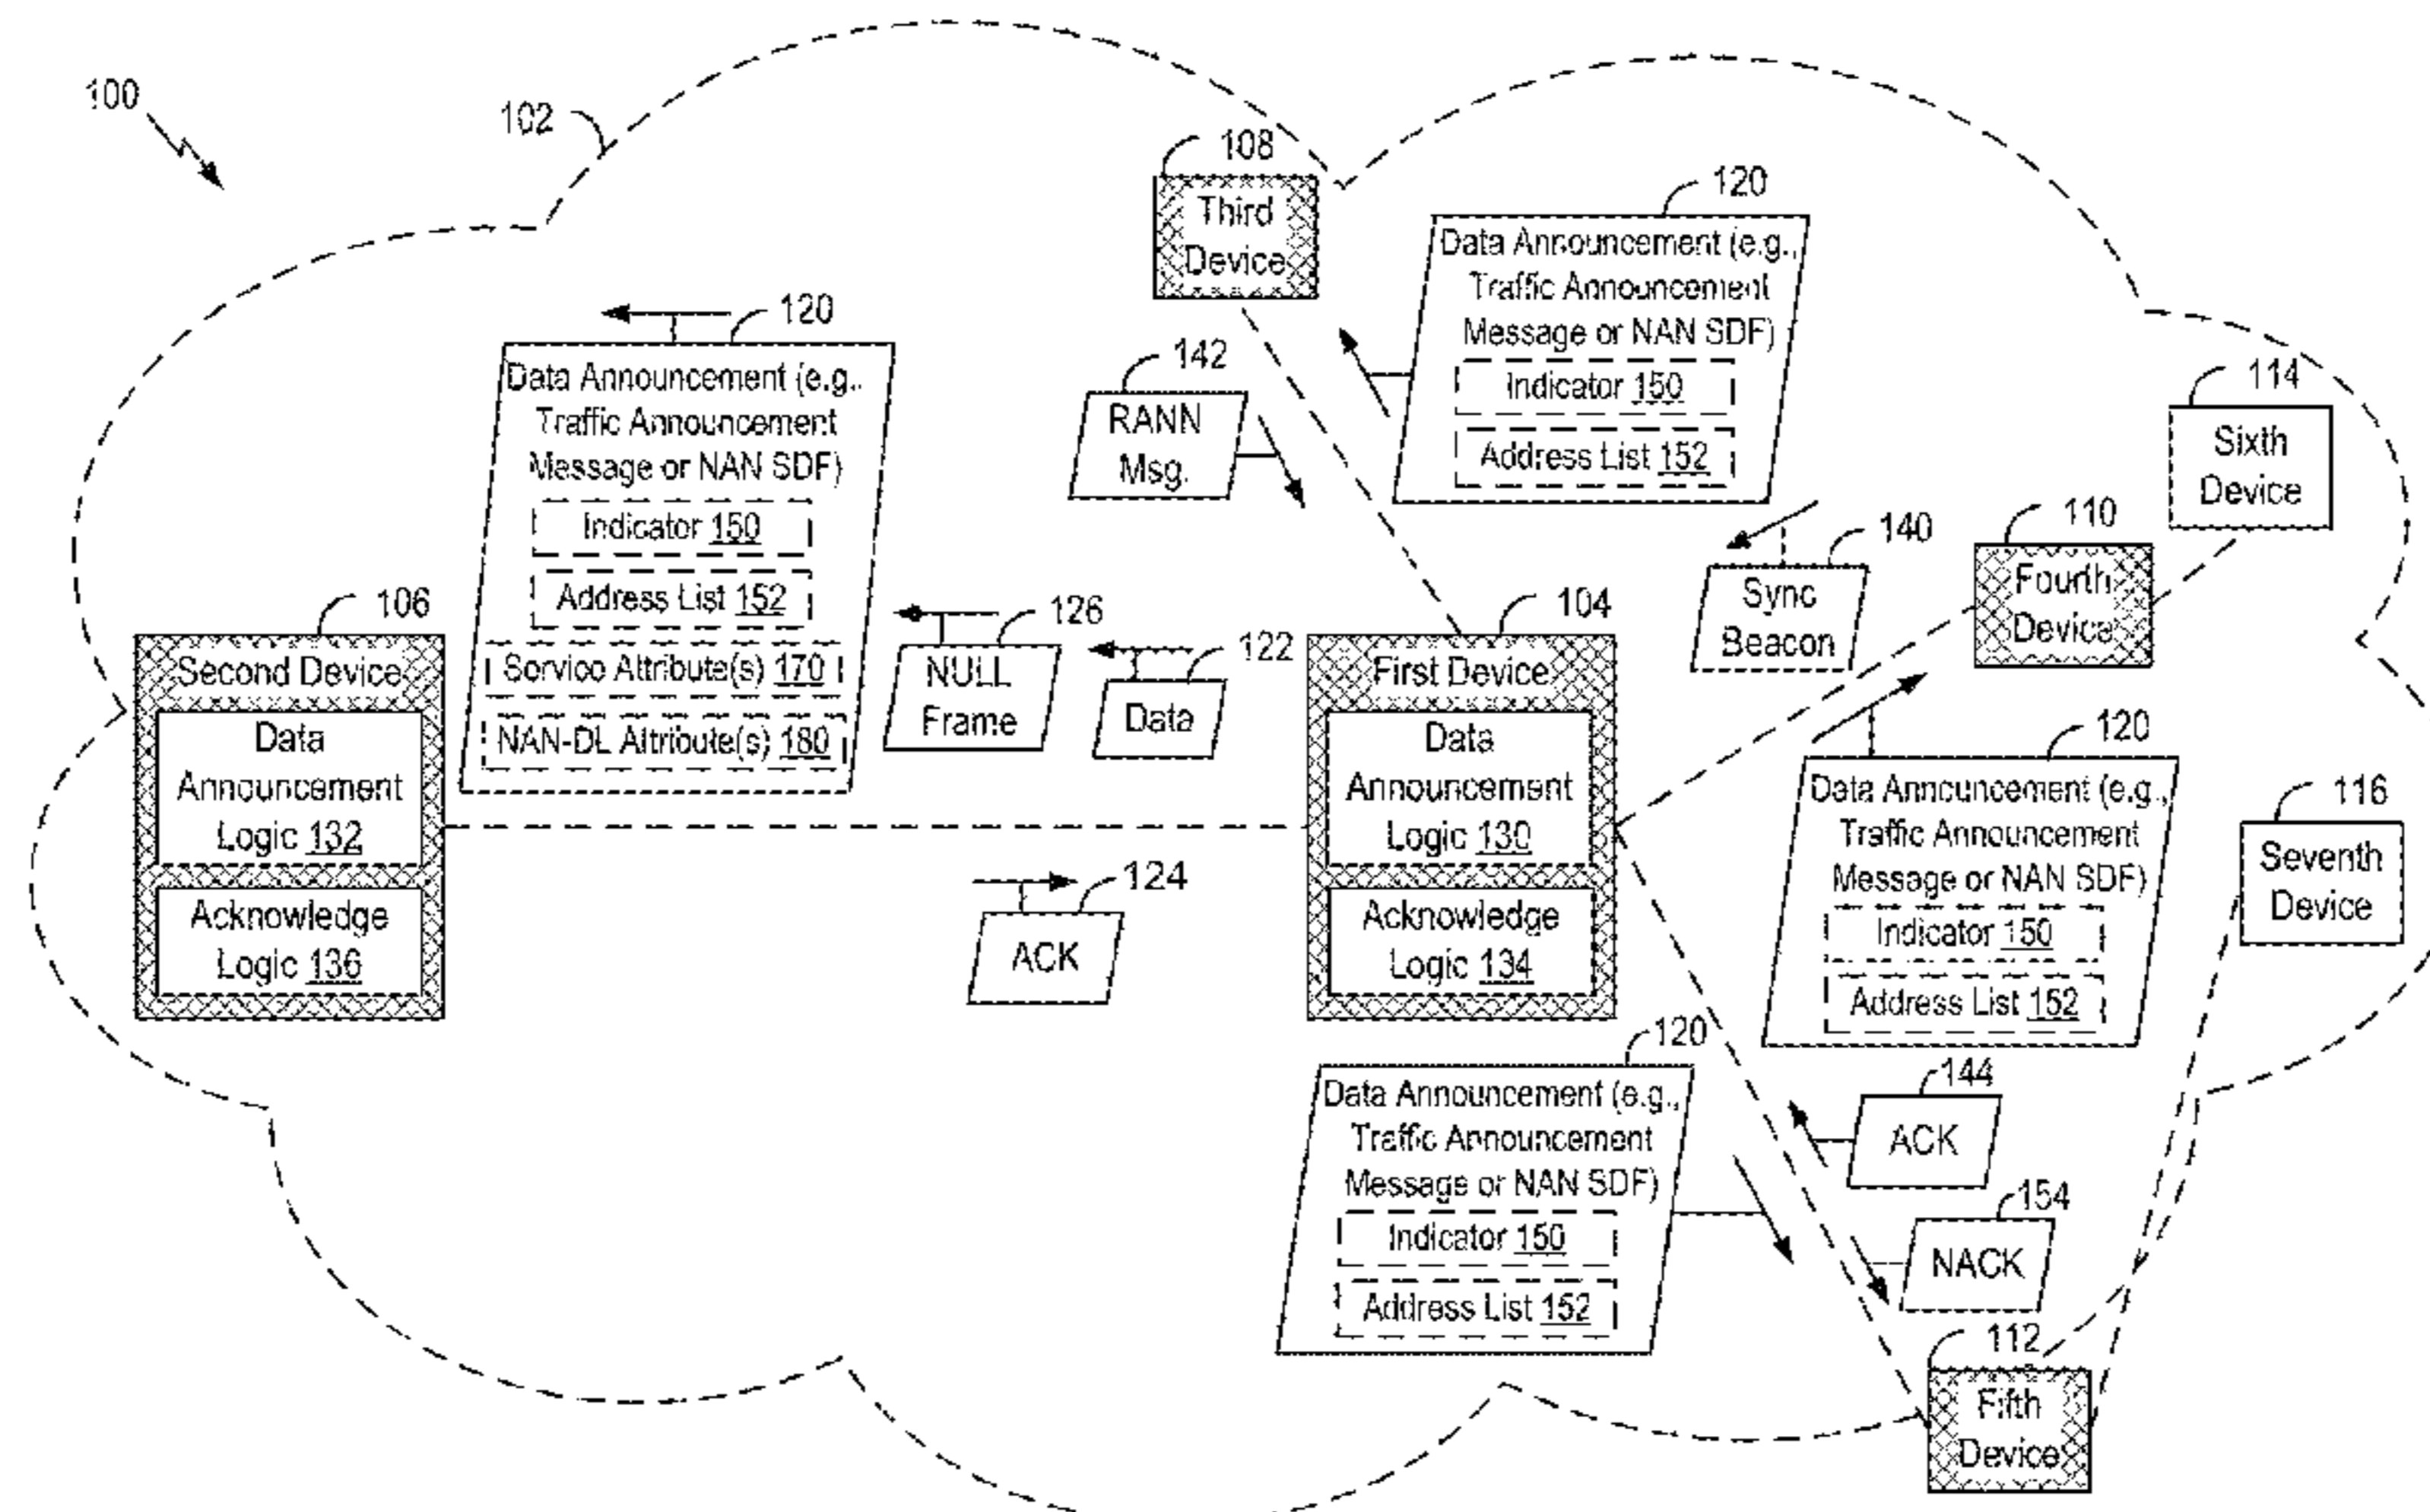 100
102
108
Third
Device
120
Data Announcement (e.g.,
Traffic Announcement
Message or NAN SDF)
Indicator 150
Address List 152
142
RANN
Msg.
114
Sixth
Device
120
Data Announcement (e.g.,
Traffic Announcement
Message or NAN SDF)
Indicator 150
Address List 152
Service Attribute(s) 170
NAN-DL Attribute(s) 180
140
Sync
Beacon
110
Fourth
Device
106
Second Device
Data
Announcement
Logic 132
Acknowledge
Logic 136
126
NULL
Frame
122
Data
104
First Device
Data
Announcement
Logic 130
Acknowledge
Logic 134
124
ACK
120
Data Announcement (e.g.,
Traffic Announcement
Message or NAN SDF)
Indicator 150
Address List 152
116
Seventh
Device
120
Data Announcement (e.g.,
Traffic Announcement
Message or NAN SDF)
Indicator 150
Address List 152
144
ACK
154
NACK
112
Fifth
Device